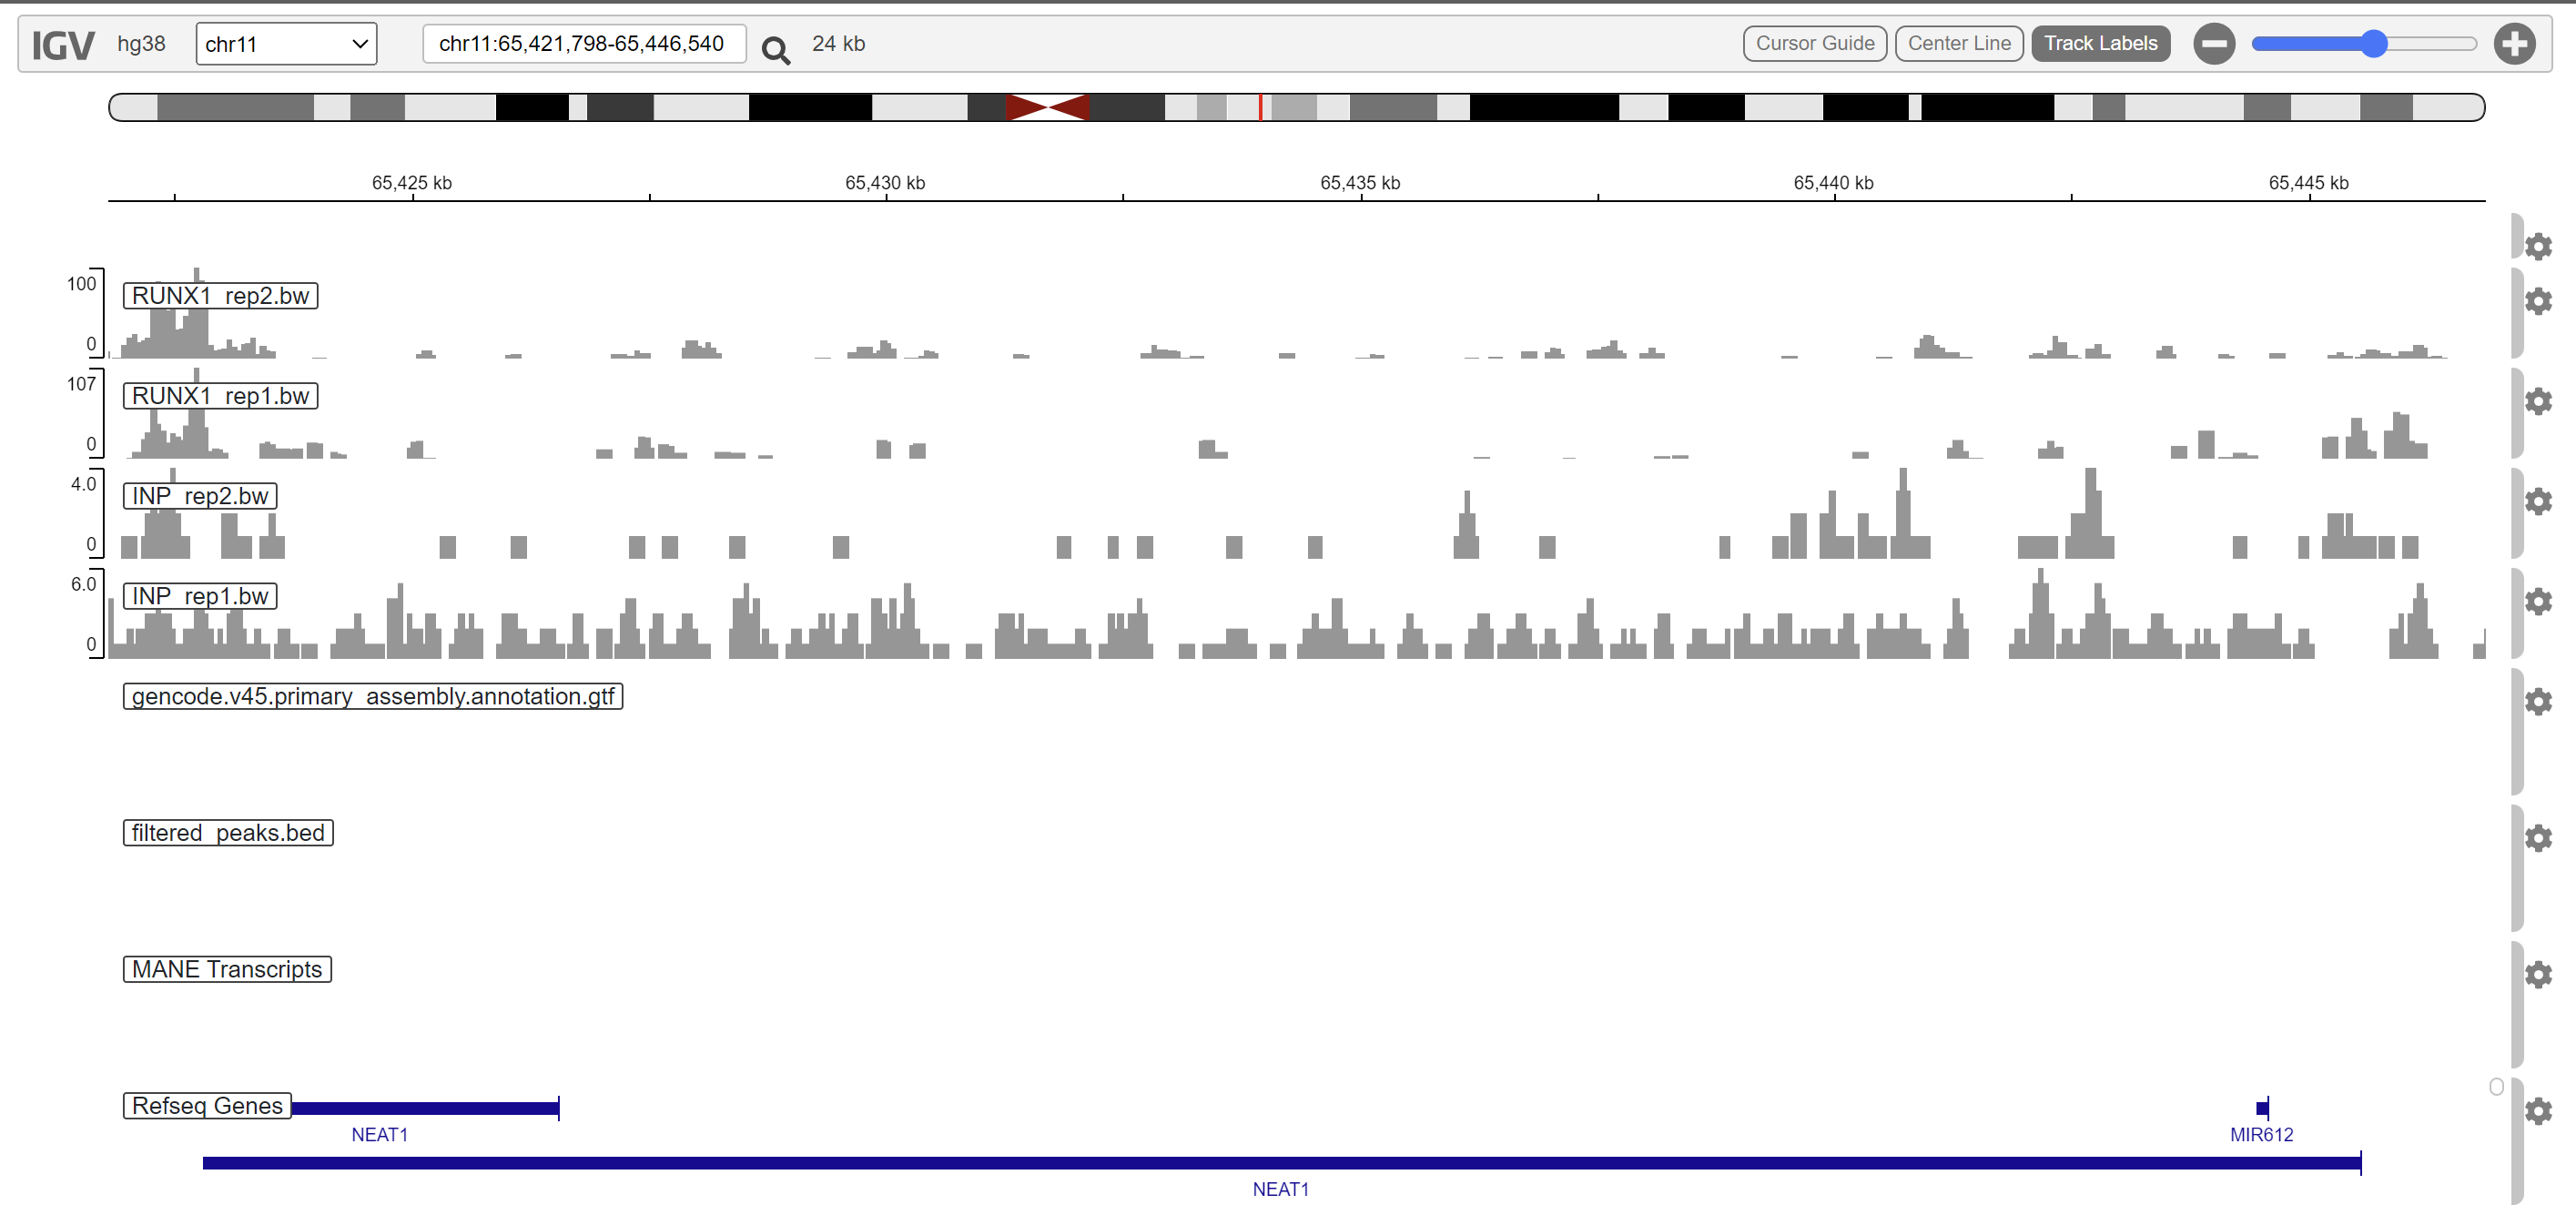 IGV hg38 chr11 chr11:65,421,798-65,446,540 24 kb Cursor Guide Center Line Track Labels
65,425 kb 65,430 kb 65,435 kb 65,440 kb 65,445 kb
100
RUNX1_rep2.bw
0
107
RUNX1_rep1.bw
0
4.0
INP_rep2.bw
0
6.0
INP_rep1.bw
0
gencode.v45.primary_assembly.annotation.gtf
filtered_peaks.bed
MANE Transcripts
Refseq Genes
NEAT1 MIR612
NEAT1